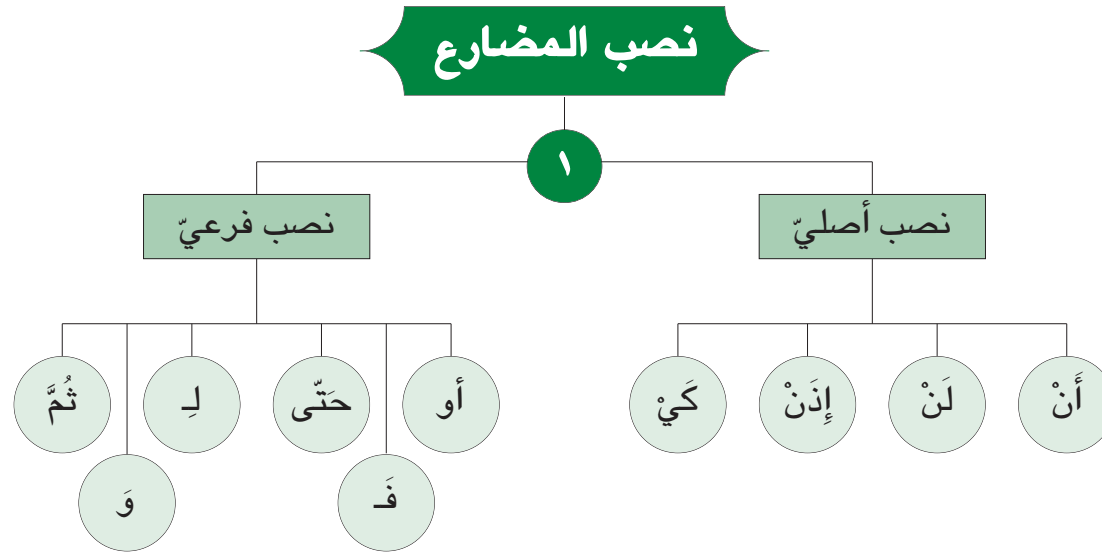 نصب المضارع
١
نصب أصليّ
نصب فرعيّ
أَنْ
لَنْ
إِذَنْ
كَيْ
أو
حَتّى
لِـ
ثُمَّ
فَـ
وَ